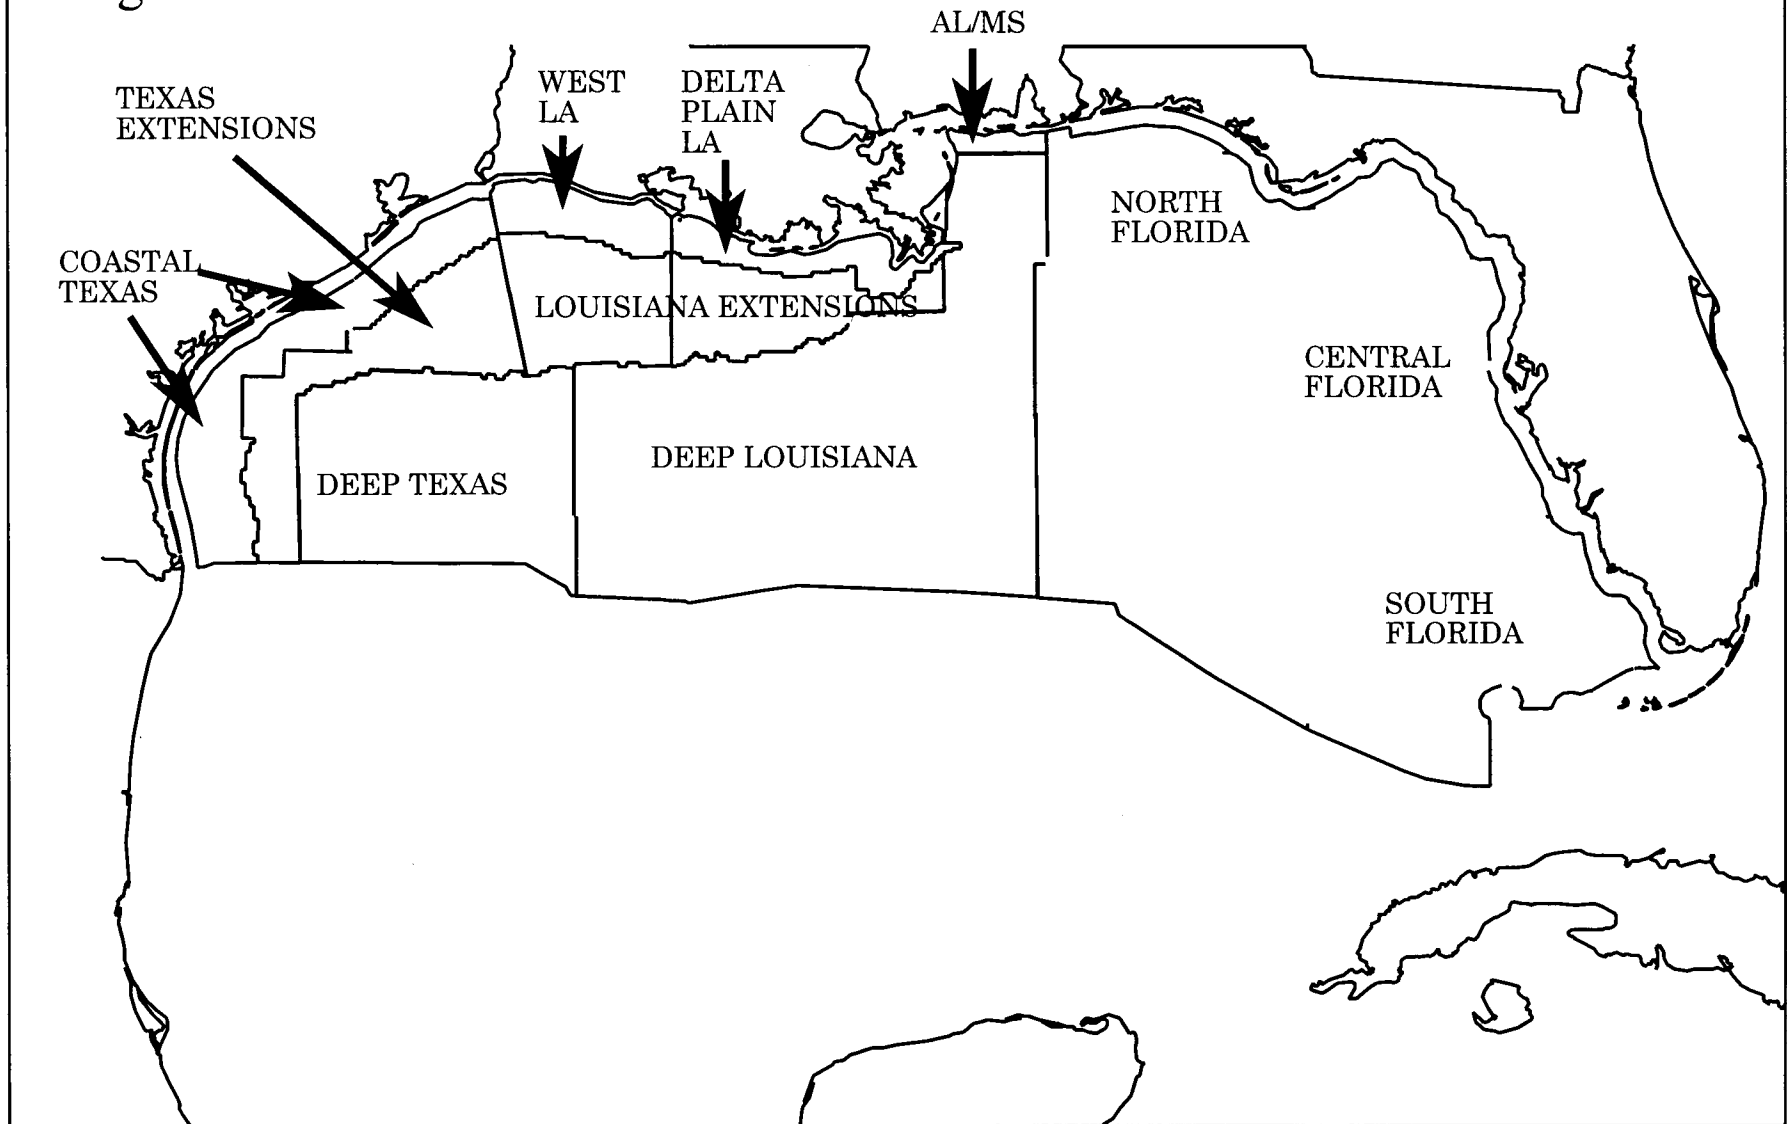 AL/MS
WEST
LA
DELTA
PLAIN
LA
TEXAS
EXTENSIONS
NORTH
FLORIDA
COASTAL
TEXAS
LOUISIANA EXTENSIONS
CENTRAL
FLORIDA
DEEP LOUISIANA
DEEP TEXAS
SOUTH
FLORIDA